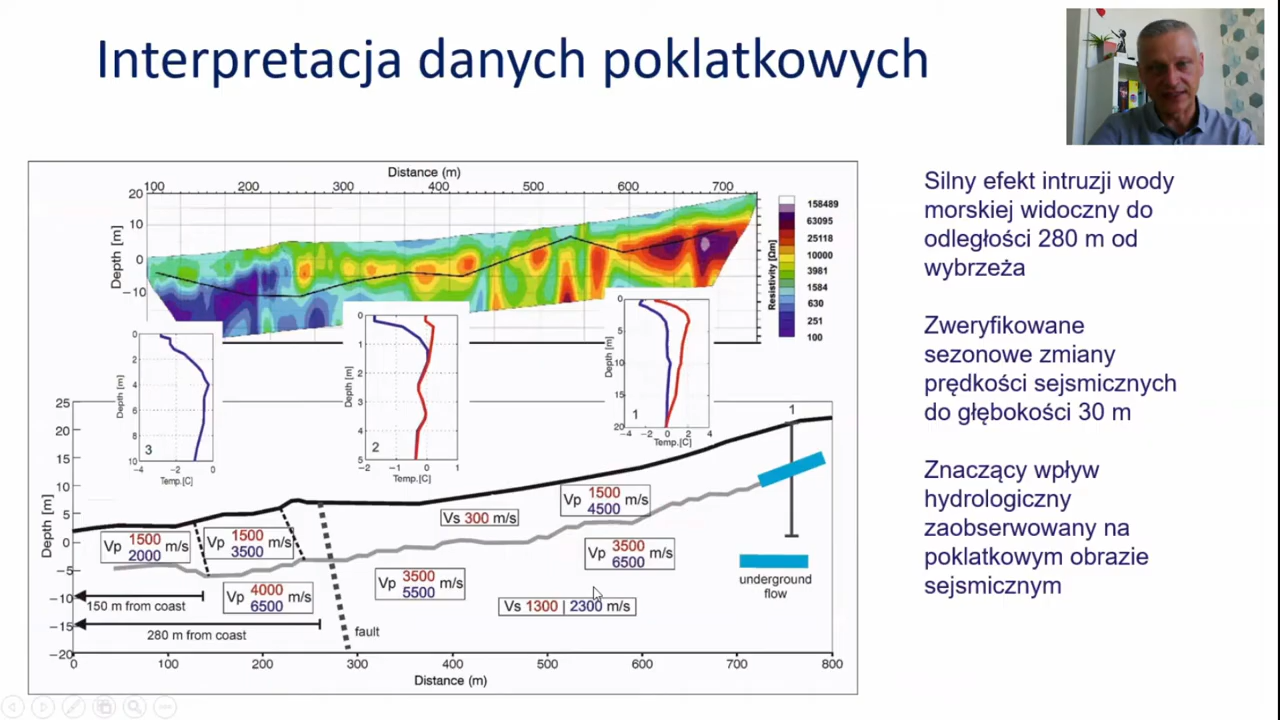 Interpretacja danych poklatkowych
Distance (m)
100 200 300 400 500 600 700
20
10
0
−10
Depth [m]
158489
63095
25118
10000
3981
1584
630
251
100
Resistivity [Ωm]
0
2
4
6
8
10
Depth [m]
3
−4 −2 0
Temp.[C]
0
1
2
3
4
5
Depth [m]
2
−2 −1 0 1
Temp.[C]
0
5
10
15
20
Depth [m]
1
−4 −2 0 2 4
Temp.[C]
25
20
15
10
5
0
−5
−10
−15
−20
Depth [m]
1
Vp 1500 2000 m/s
Vp 1500 3500 m/s
Vp 4000 6500 m/s
Vs 300 m/s
Vp 1500 4500 m/s
Vp 3500 5500 m/s
Vp 3500 6500 m/s
Vs 1300 | 2300 m/s
150 m from coast
280 m from coast
fault
underground
flow
0 100 200 300 400 500 600 700 800
Distance (m)
Silny efekt intruzji wody
morskiej widoczny do
odległości 280 m od
wybrzeża
Zweryfikowane
sezonowe zmiany
prędkości sejsmicznych
do głębokości 30 m
Znaczący wpływ
hydrologiczny
zaobserwowany na
poklatkowym obrazie
sejsmicznym